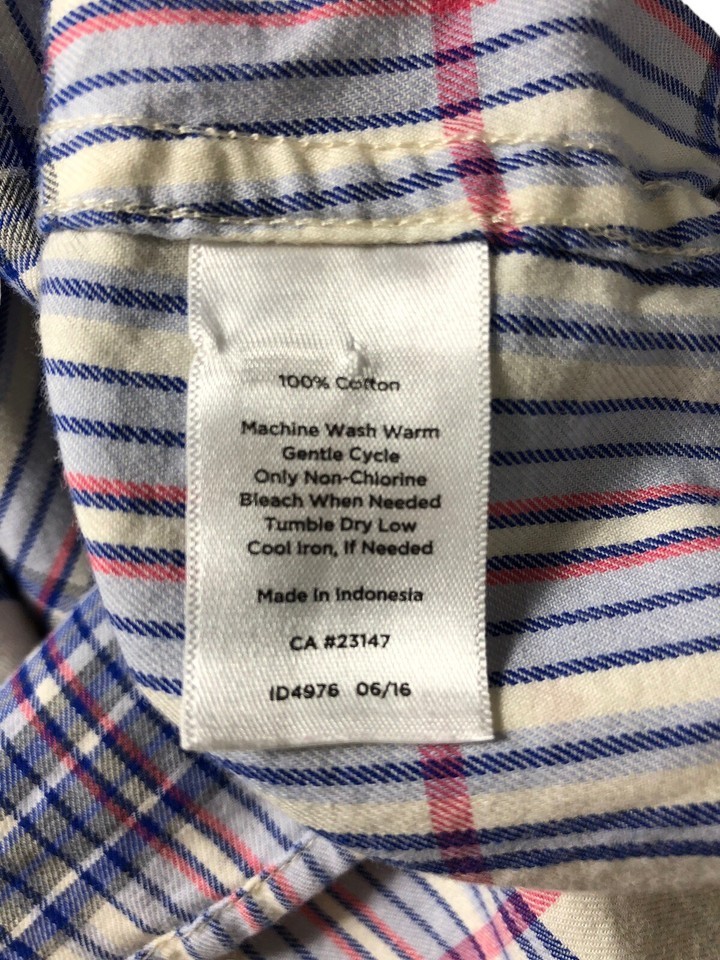 100% Cotton
Machine Wash Warm
Gentle Cycle
Only Non-Chlorine
Bleach When Needed
Tumble Dry Low
Cool Iron, If Needed
Made in Indonesia
CA #23147
ID4976 06/16